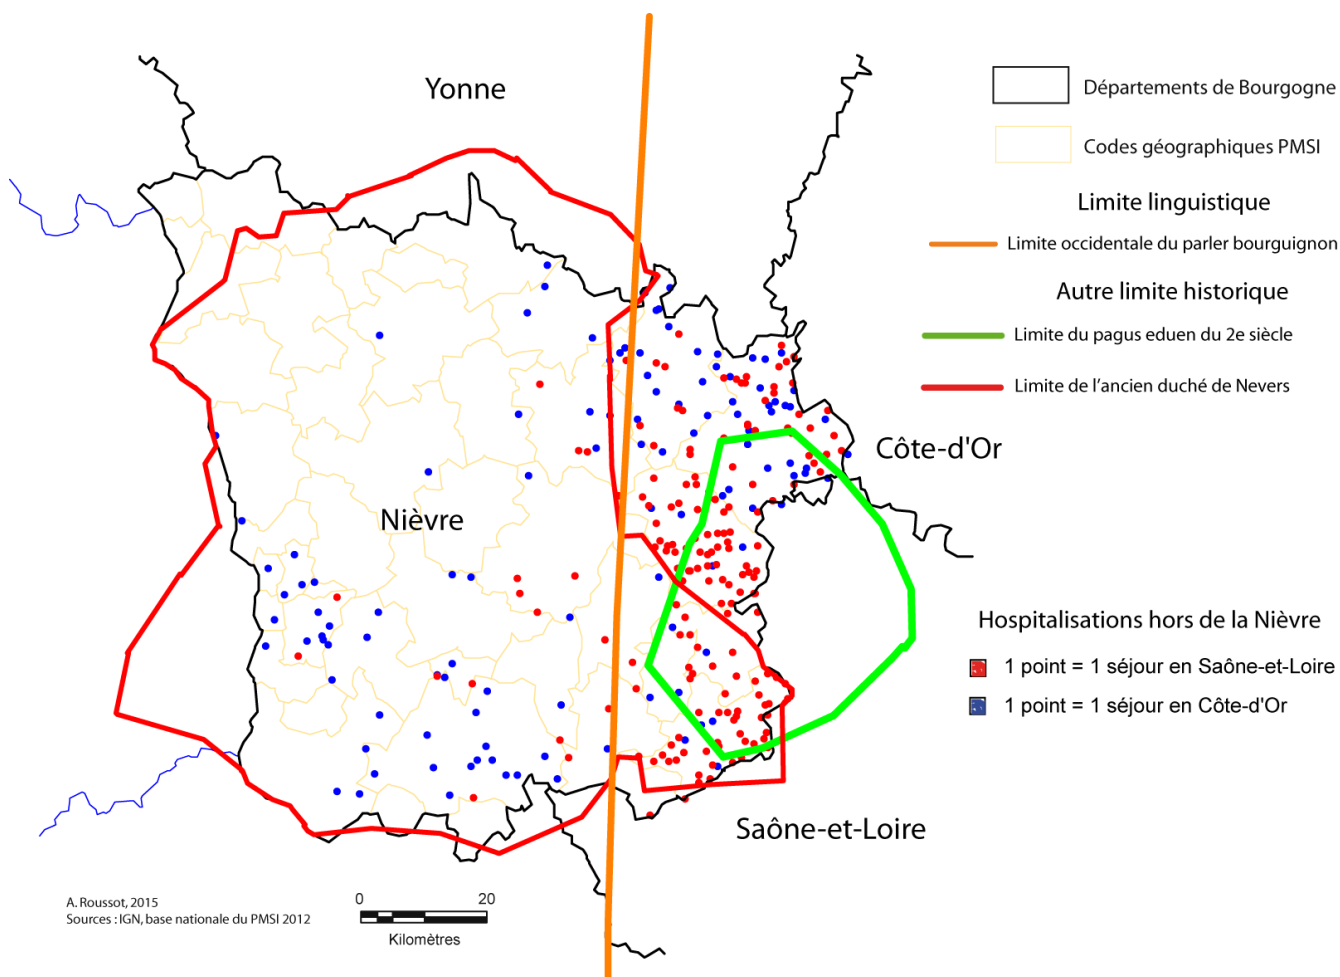 Yonne
Départements de Bourgogne
Codes géographiques PMSI
Limite linguistique
Limite occidentale du parler bourguignon
Autre limite historique
Limite du pagus eduen du 2e siècle
Limite de l'ancien duché de Nevers
Côte-d'Or
Nièvre
Hospitalisations hors de la Nièvre
1 point = 1 séjour en Saône-et-Loire
1 point = 1 séjour en Côte-d'Or
Saône-et-Loire
A. Roussot, 2015
Sources : IGN, base nationale du PMSI 2012
0 20
Kilomètres